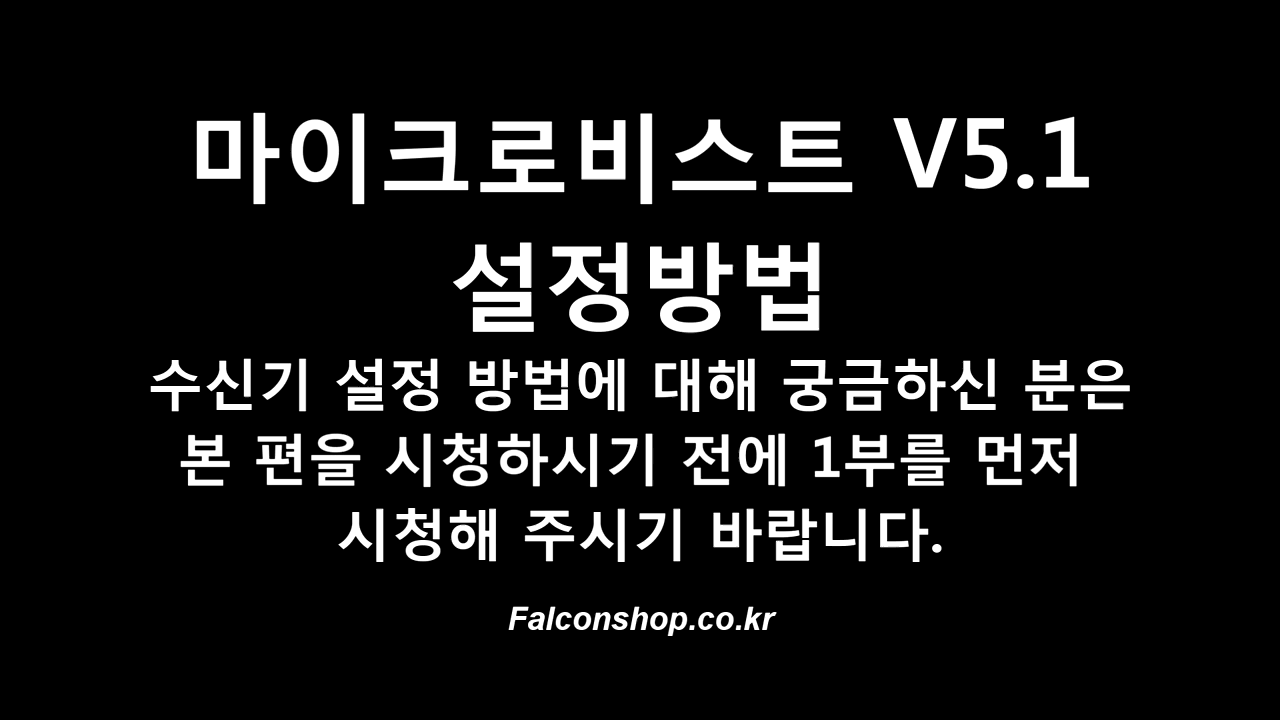 마이크로비스트 V5.1
설정방법
수신기 설정 방법에 대해 궁금하신 분은
본 편을 시청하시기 전에 1부를 먼저
시청해 주시기 바랍니다.
Falconshop.co.kr